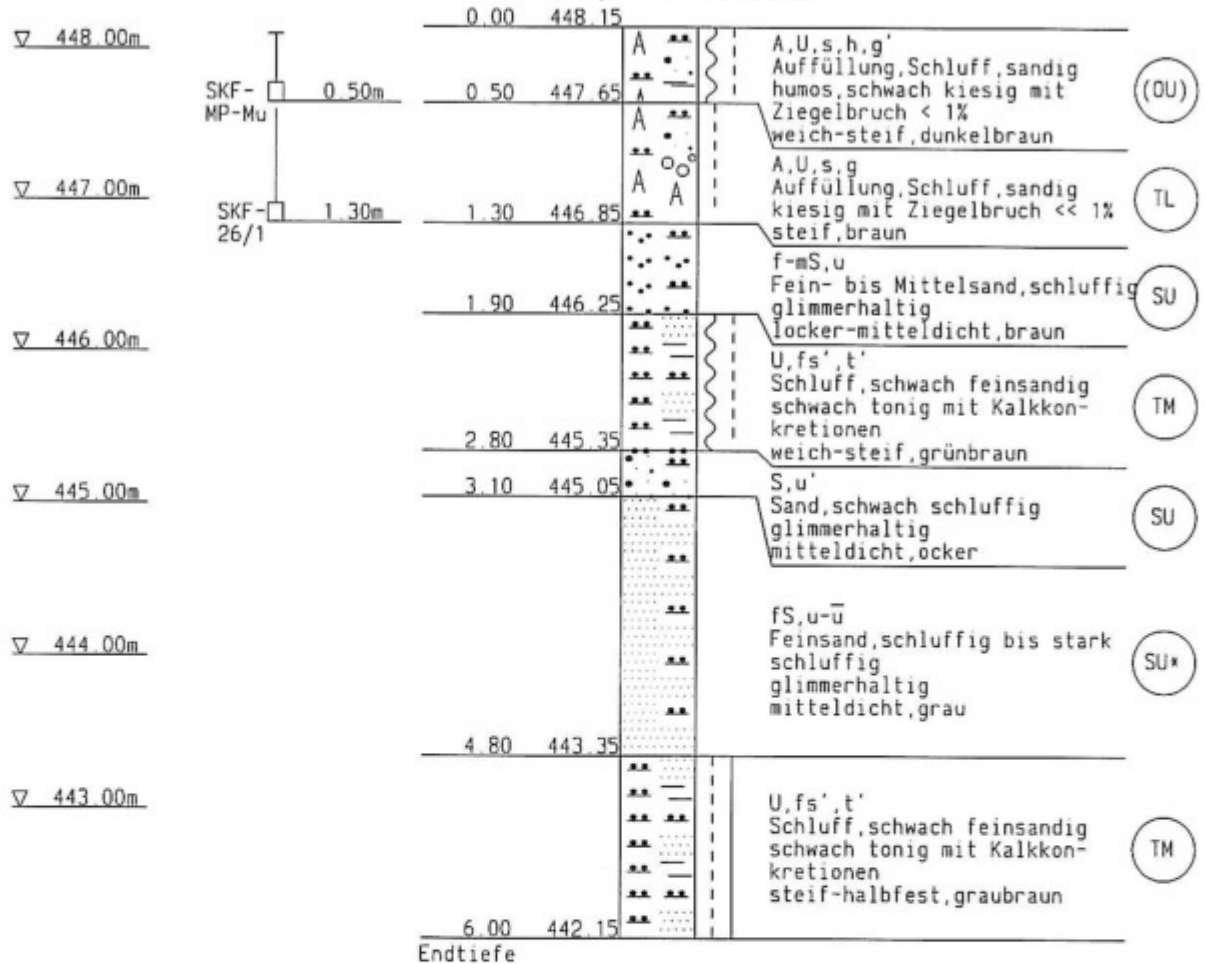 0.00 448.15
▽ 448.00m
A,U,s,h,g'
Auffüllung,Schluff,sandig
humos,schwach kiesig mit
Ziegelbruch < 1%
weich-steif,dunkelbraun
(OU)
SKF-
MP-Mu
0.50m
0.50 447.65
A
A
A
A
A
A,U,s,g
Auffüllung,Schluff,sandig
kiesig mit Ziegelbruch << 1%
steif,braun
TL
▽ 447.00m
SKF-
26/1
1.30m
1.30 446.85
f-mS,u
Fein- bis Mittelsand,schluffig
glimmerhaltig
locker-mitteldicht,braun
SU
1.90 446.25
▽ 446.00m
U,fs',t'
Schluff,schwach feinsandig
schwach tonig mit Kalkkon-
kretionen
weich-steif,grünbraun
TM
2.80 445.35
▽ 445.00m
3.10 445.05
S,u'
Sand,schwach schluffig
glimmerhaltig
mitteldicht,ocker
SU
▽ 444.00m
fS,u-ū
Feinsand,schluffig bis stark
schluffig
glimmerhaltig
mitteldicht,grau
SU*
4.80 443.35
▽ 443.00m
U,fs',t'
Schluff,schwach feinsandig
schwach tonig mit Kalkkon-
kretionen
steif-halbfest,graubraun
TM
6.00 442.15
Endtiefe